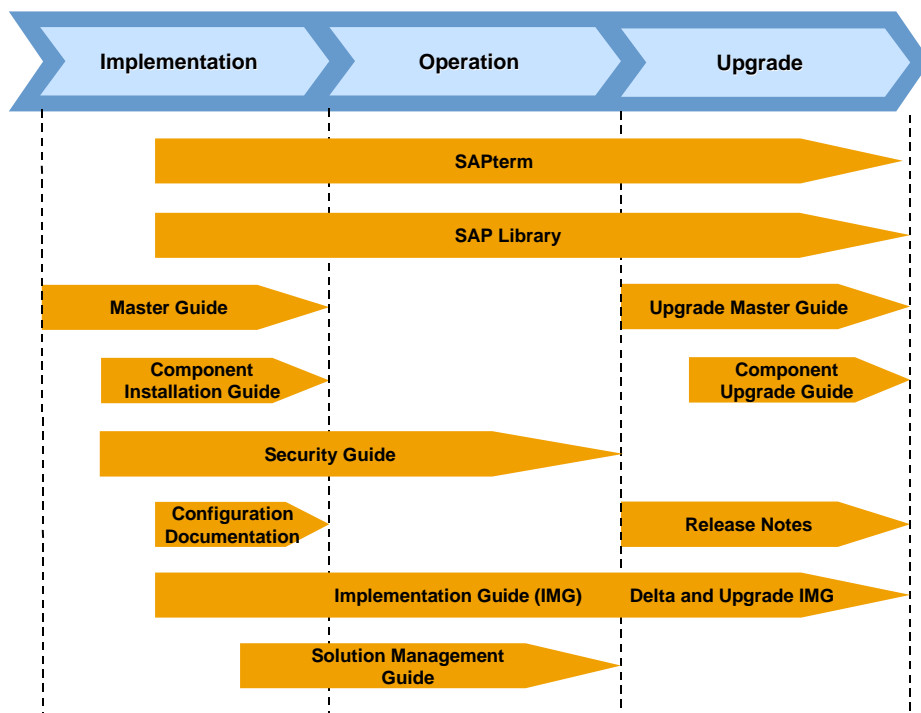 Implementation
Operation
Upgrade
SAPterm
SAP Library
Master Guide
Upgrade Master Guide
Component
Installation Guide
Component
Upgrade Guide
Security Guide
Configuration
Documentation
Release Notes
Implementation Guide (IMG)
Delta and Upgrade IMG
Solution Management
Guide